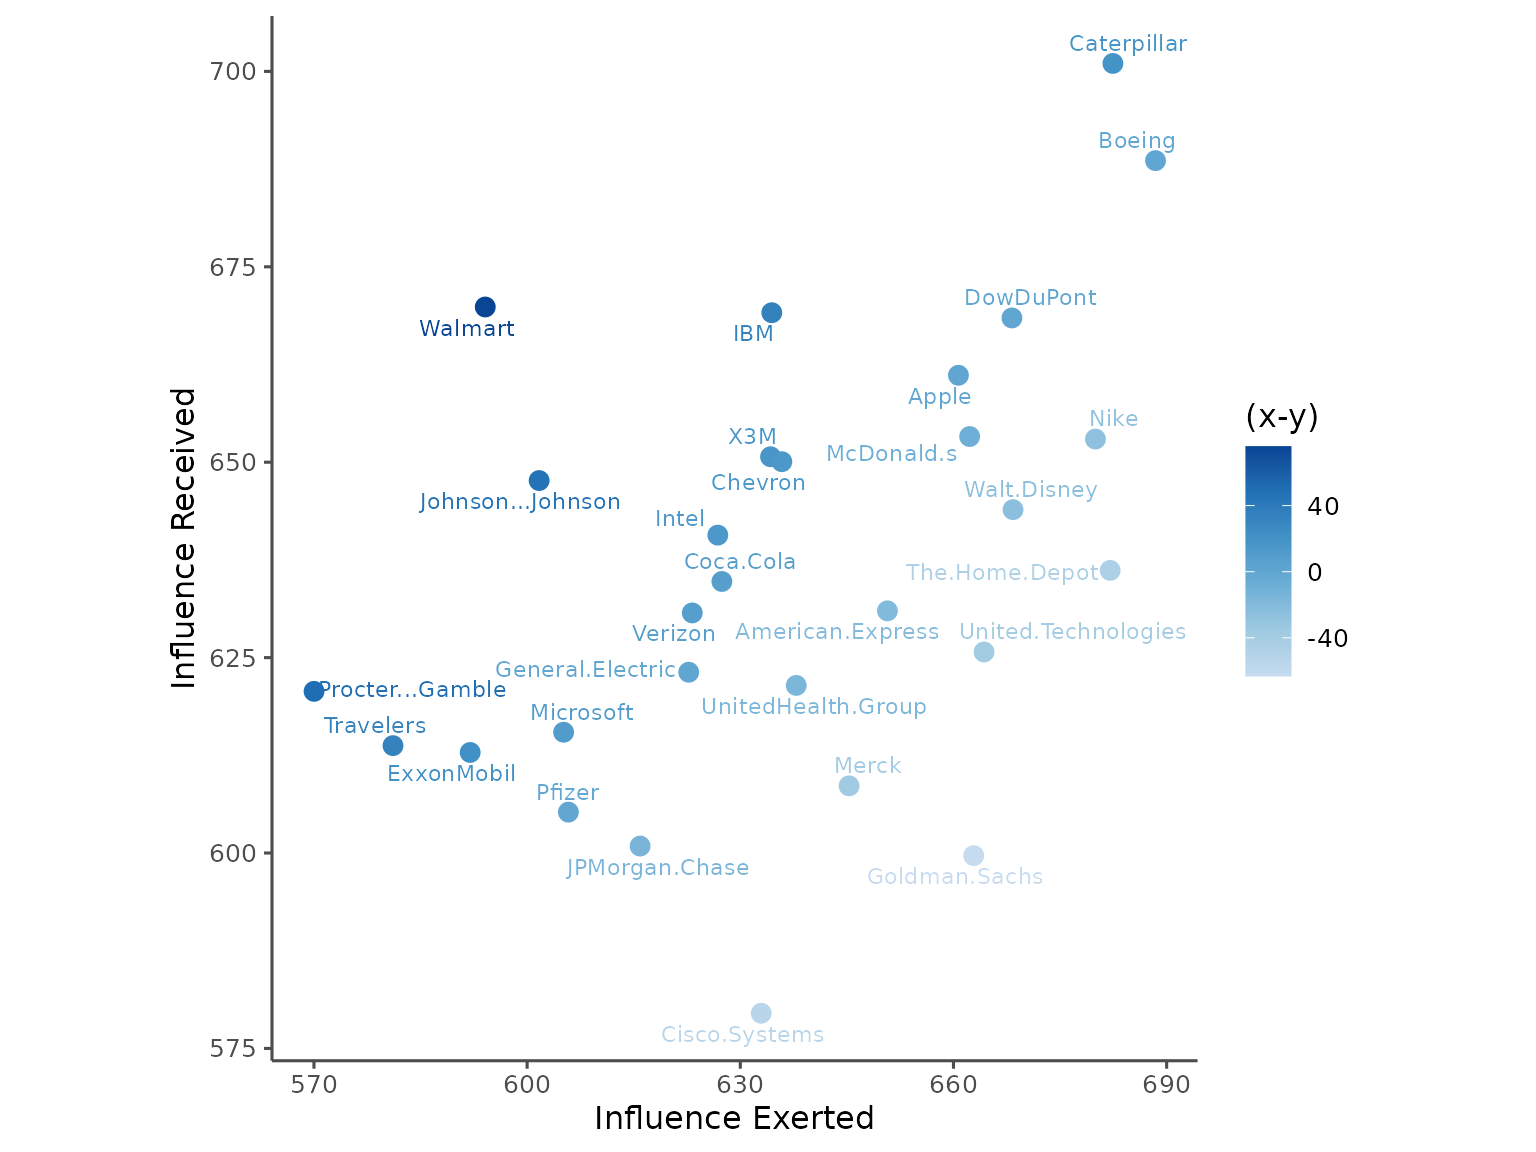 Caterpillar
700
Boeing
675
DowDuPont
Walmart
IBM
Apple
(x-y)
Nike
X3M
McDonald.s
650
Chevron
Walt.Disney
Johnson...Johnson
40
Intel
Coca.Cola
The.Home.Depot
0
Verizon
American.Express
United.Technologies
-40
625
General.Electric
Procter...Gamble
UnitedHealth.Group
Microsoft
Travelers
ExxonMobil
Merck
Pfizer
600
JPMorgan.Chase
Goldman.Sachs
Cisco.Systems
575
Influence Received
570 600 630 660 690
Influence Exerted